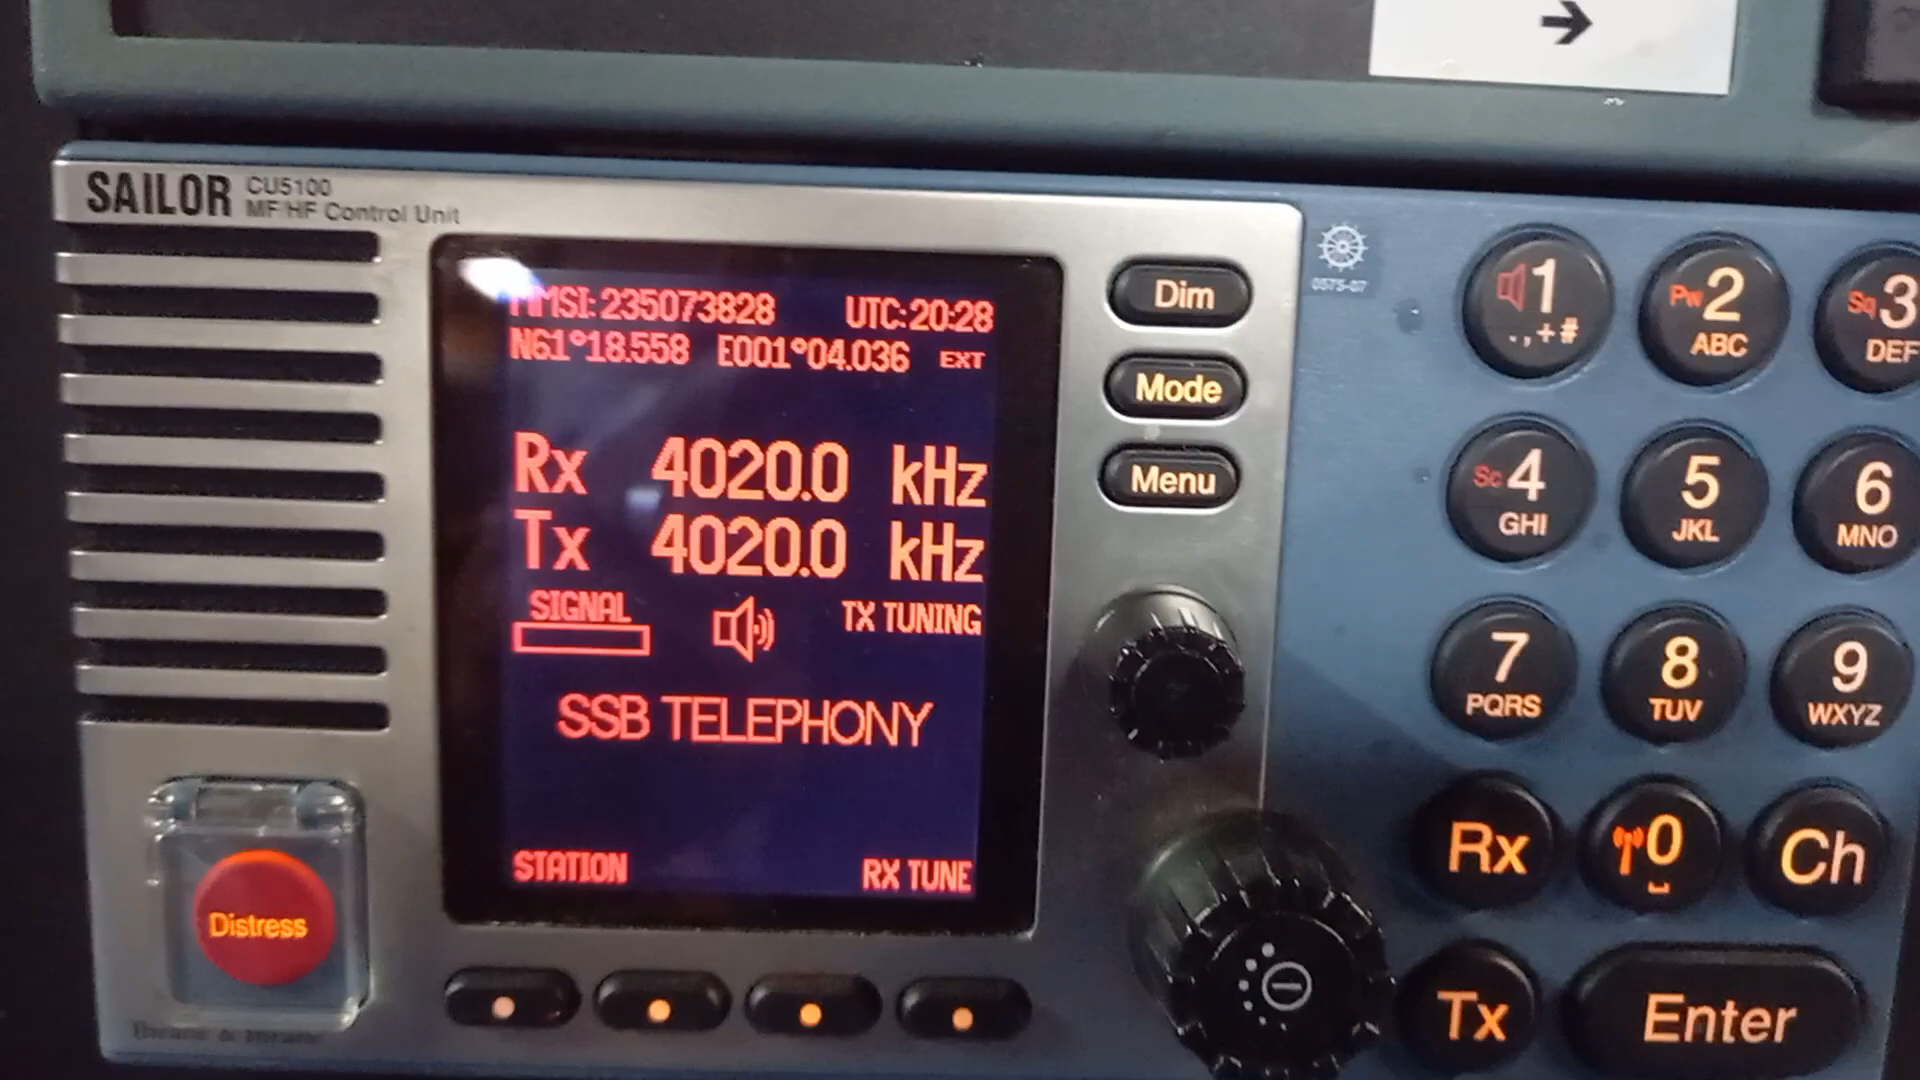 →
SAILOR CU5100
MF/HF Control Unit
0575-07
MMSI:235073828 UTC:20:28
N61°18.558 E001°04.036 EXT
Rx 4020.0 kHz
Tx 4020.0 kHz
SIGNAL TX TUNING
SSB TELEPHONY
STATION RX TUNE
Distress
Dim
Mode
Menu
1 .,+#
Pw 2 ABC
Sq 3 DEF
Sc 4 GHI
5 JKL
6 MNO
7 PQRS
8 TUV
9 WXYZ
Rx
0
Ch
Tx
Enter